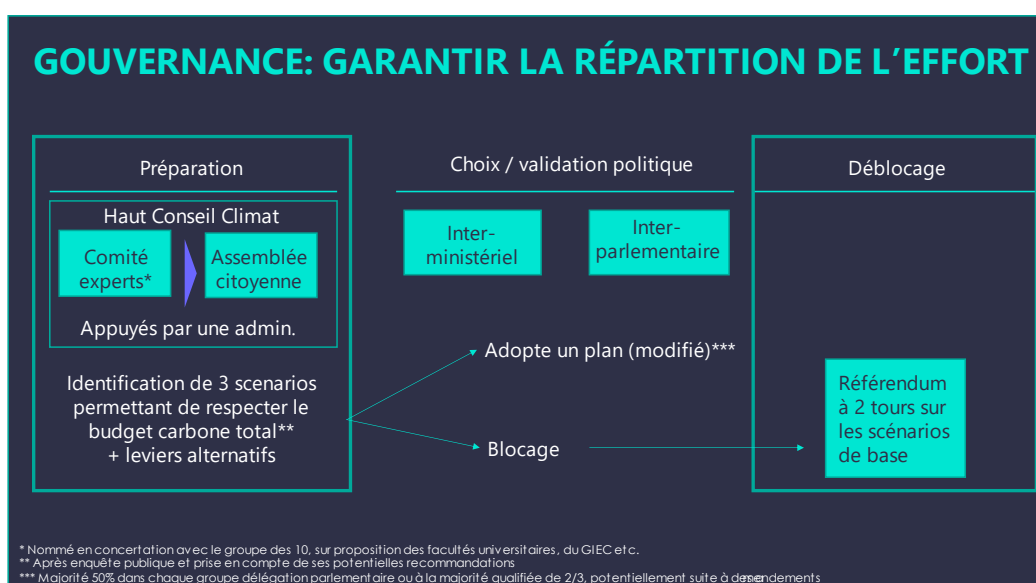 GOUVERNANCE: GARANTIR LA RÉPARTITION DE L'EFFORT
Préparation
Haut Conseil Climat
Comité
experts*
Assemblée
citoyenne
Appuyés par une admin.
Identification de 3 scenarios
permettant de respecter le
budget carbone total**
+ leviers alternatifs
Choix / validation politique
Inter-
ministériel
Inter-
parlementaire
Adopte un plan (modifié)***
Blocage
Déblocage
Référendum
à 2 tours sur
les scénarios
de base
* Nommé en concertation avec le groupe des 10, sur proposition des facultés universitaires, du GIEC etc.
** Après enquête publique et prise en compte de ses potentielles recommandations
*** Majorité 50% dans chaque groupe délégation parlementaire ou à la majorité qualifiée de 2/3, potentiellement suite à